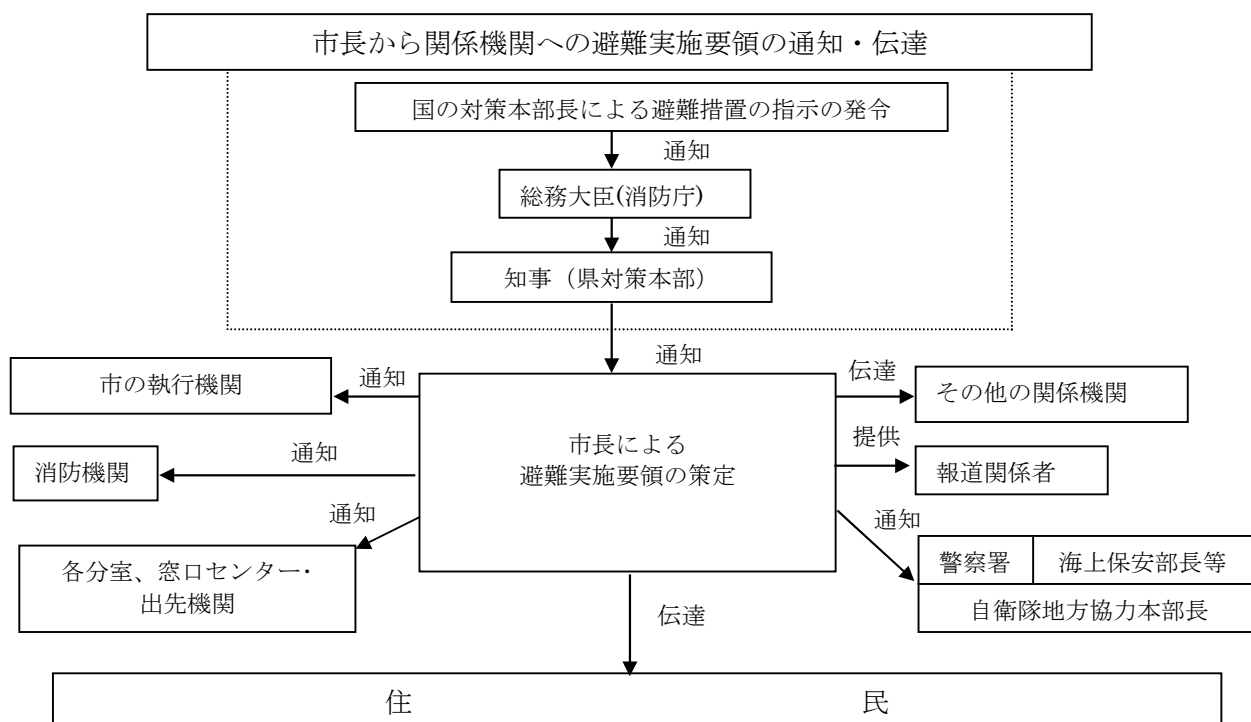 市長から関係機関への避難実施要領の通知・伝達
国の対策本部長による避難措置の指示の発令
通知
総務大臣(消防庁)
通知
知事（県対策本部）
通知
市の執行機関
通知
伝達
その他の関係機関
市長による
避難実施要領の策定
消防機関
通知
提供
報道関係者
通知
各分室、窓口センター・
出先機関
通知
警察署
海上保安部長等
自衛隊地方協力本部長
伝達
住 民